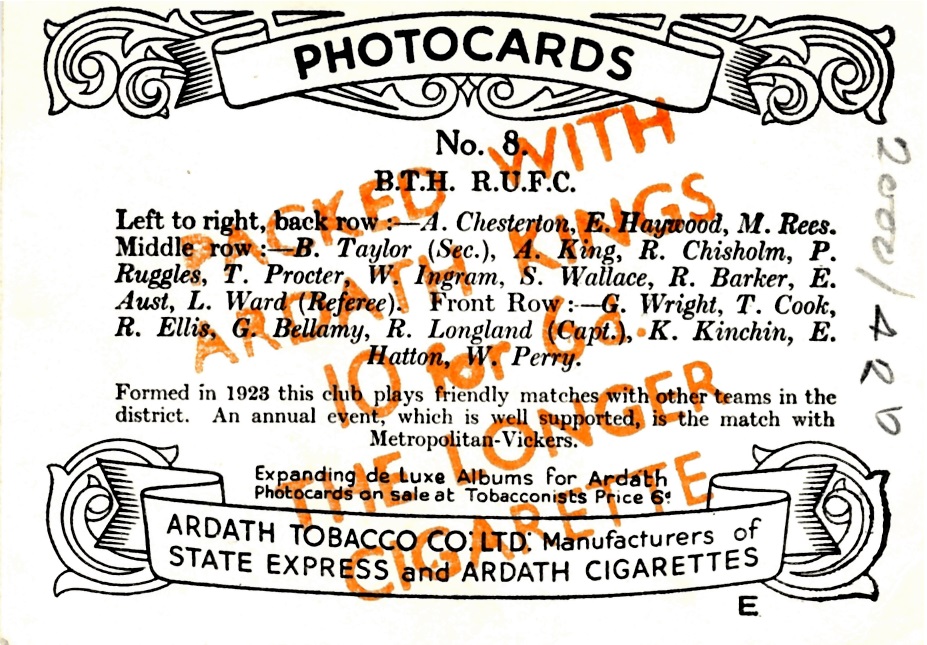 PHOTOCARDS
No. 8.
B.T.H. R.U.F.C.
Left to right, back row :—A. Chesterton, E. Haywood, M. Rees.
Middle row :—B. Taylor (Sec.), A. King, R. Chisholm, P.
Ruggles, T. Procter, W. Ingram, S. Wallace, R. Barker, E.
Aust, L. Ward (Referee). Front Row :—G. Wright, T. Cook,
R. Ellis, G. Bellamy, R. Longland (Capt.), K. Kinchin, E.
Hatton, W. Perry.
Formed in 1923 this club plays friendly matches with other teams in the
district. An annual event, which is well supported, is the match with
Metropolitan-Vickers.
Expanding de Luxe Albums for Ardath
Photocards on sale at Tobacconists Price 6d
ARDATH TOBACCO CO. LTD. Manufacturers of
STATE EXPRESS and ARDATH CIGARETTES
E
PACKED WITH
ARDATH KINGS
10 for 6d.
THE LONGER
CIGARETTE